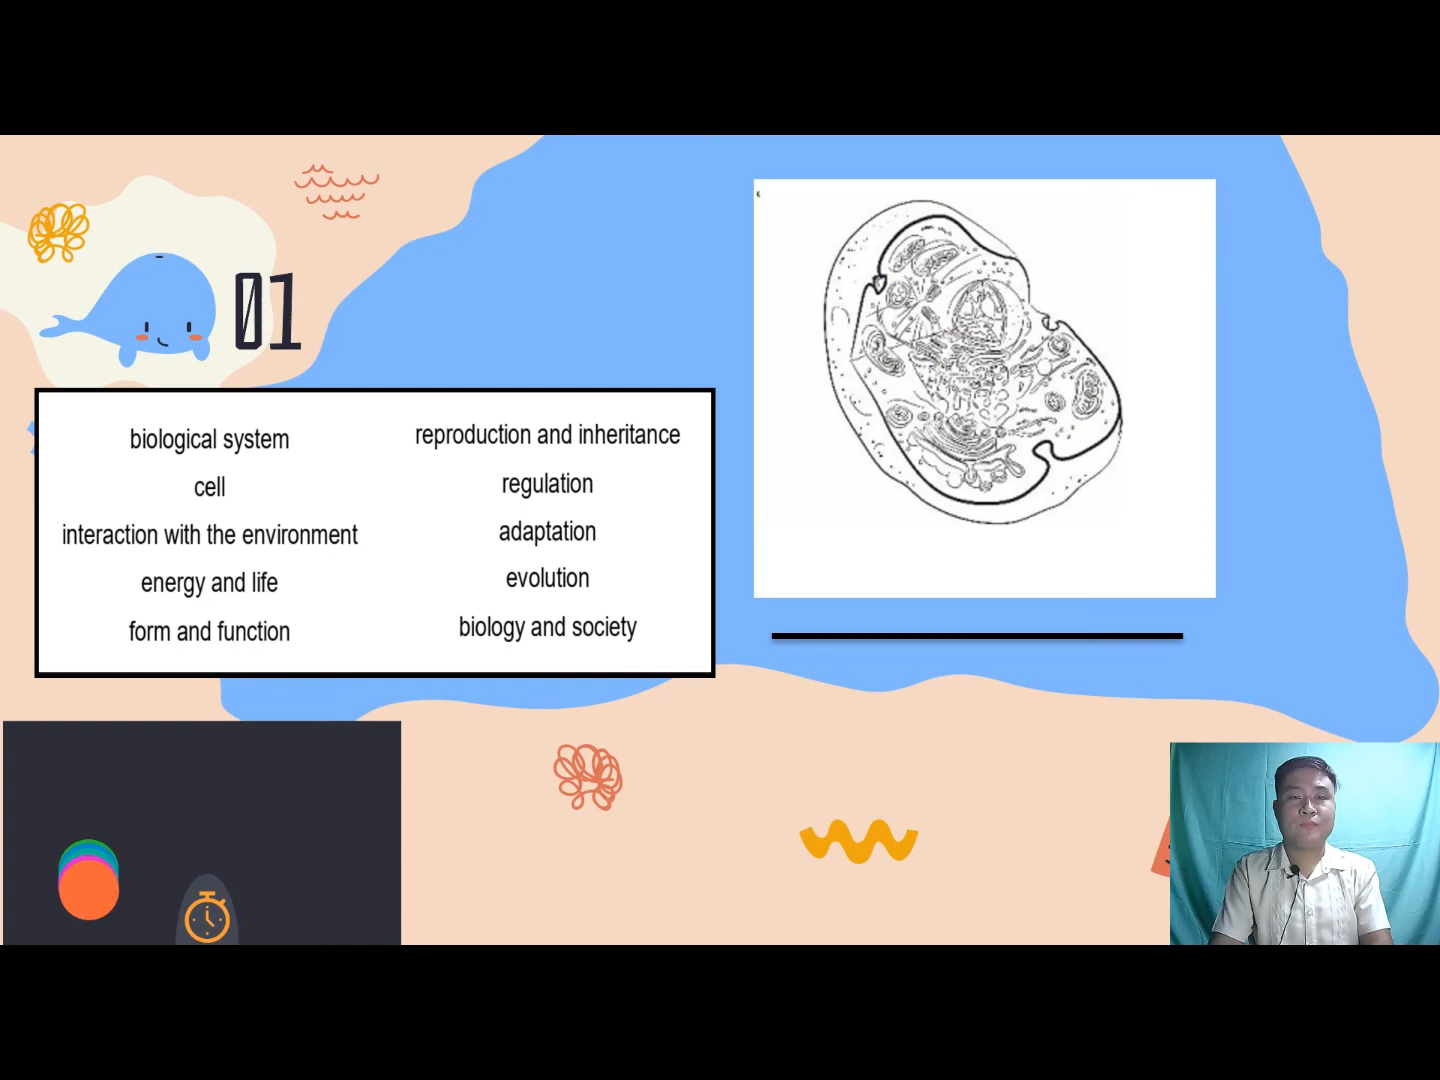 01
biological system
cell
interaction with the environment
energy and life
form and function
reproduction and inheritance
regulation
adaptation
evolution
biology and society